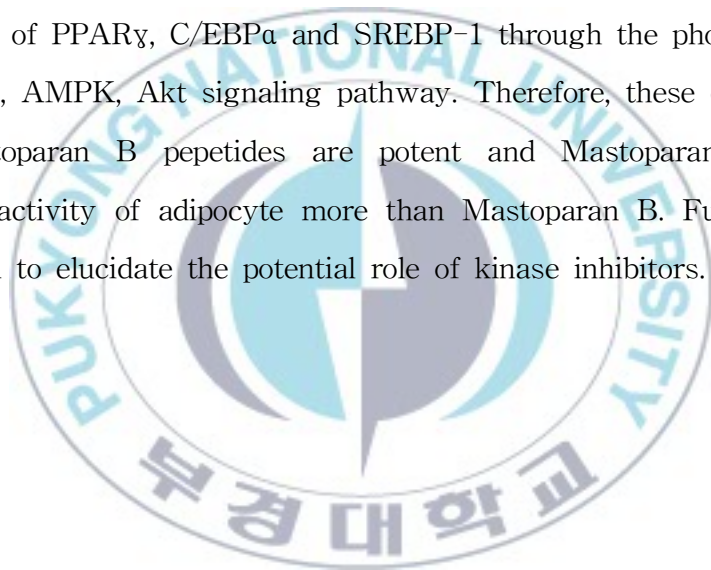 of PPARγ, C/EBPα and SREBP-1 through the pho
, AMPK, Akt signaling pathway. Therefore, these
toparan B pepetides are potent and Mastoparan
activity of adipocyte more than Mastoparan B. Fu
to elucidate the potential role of kinase inhibitors.
PUKYONG NATIONAL UNIVERSITY
부경대학교